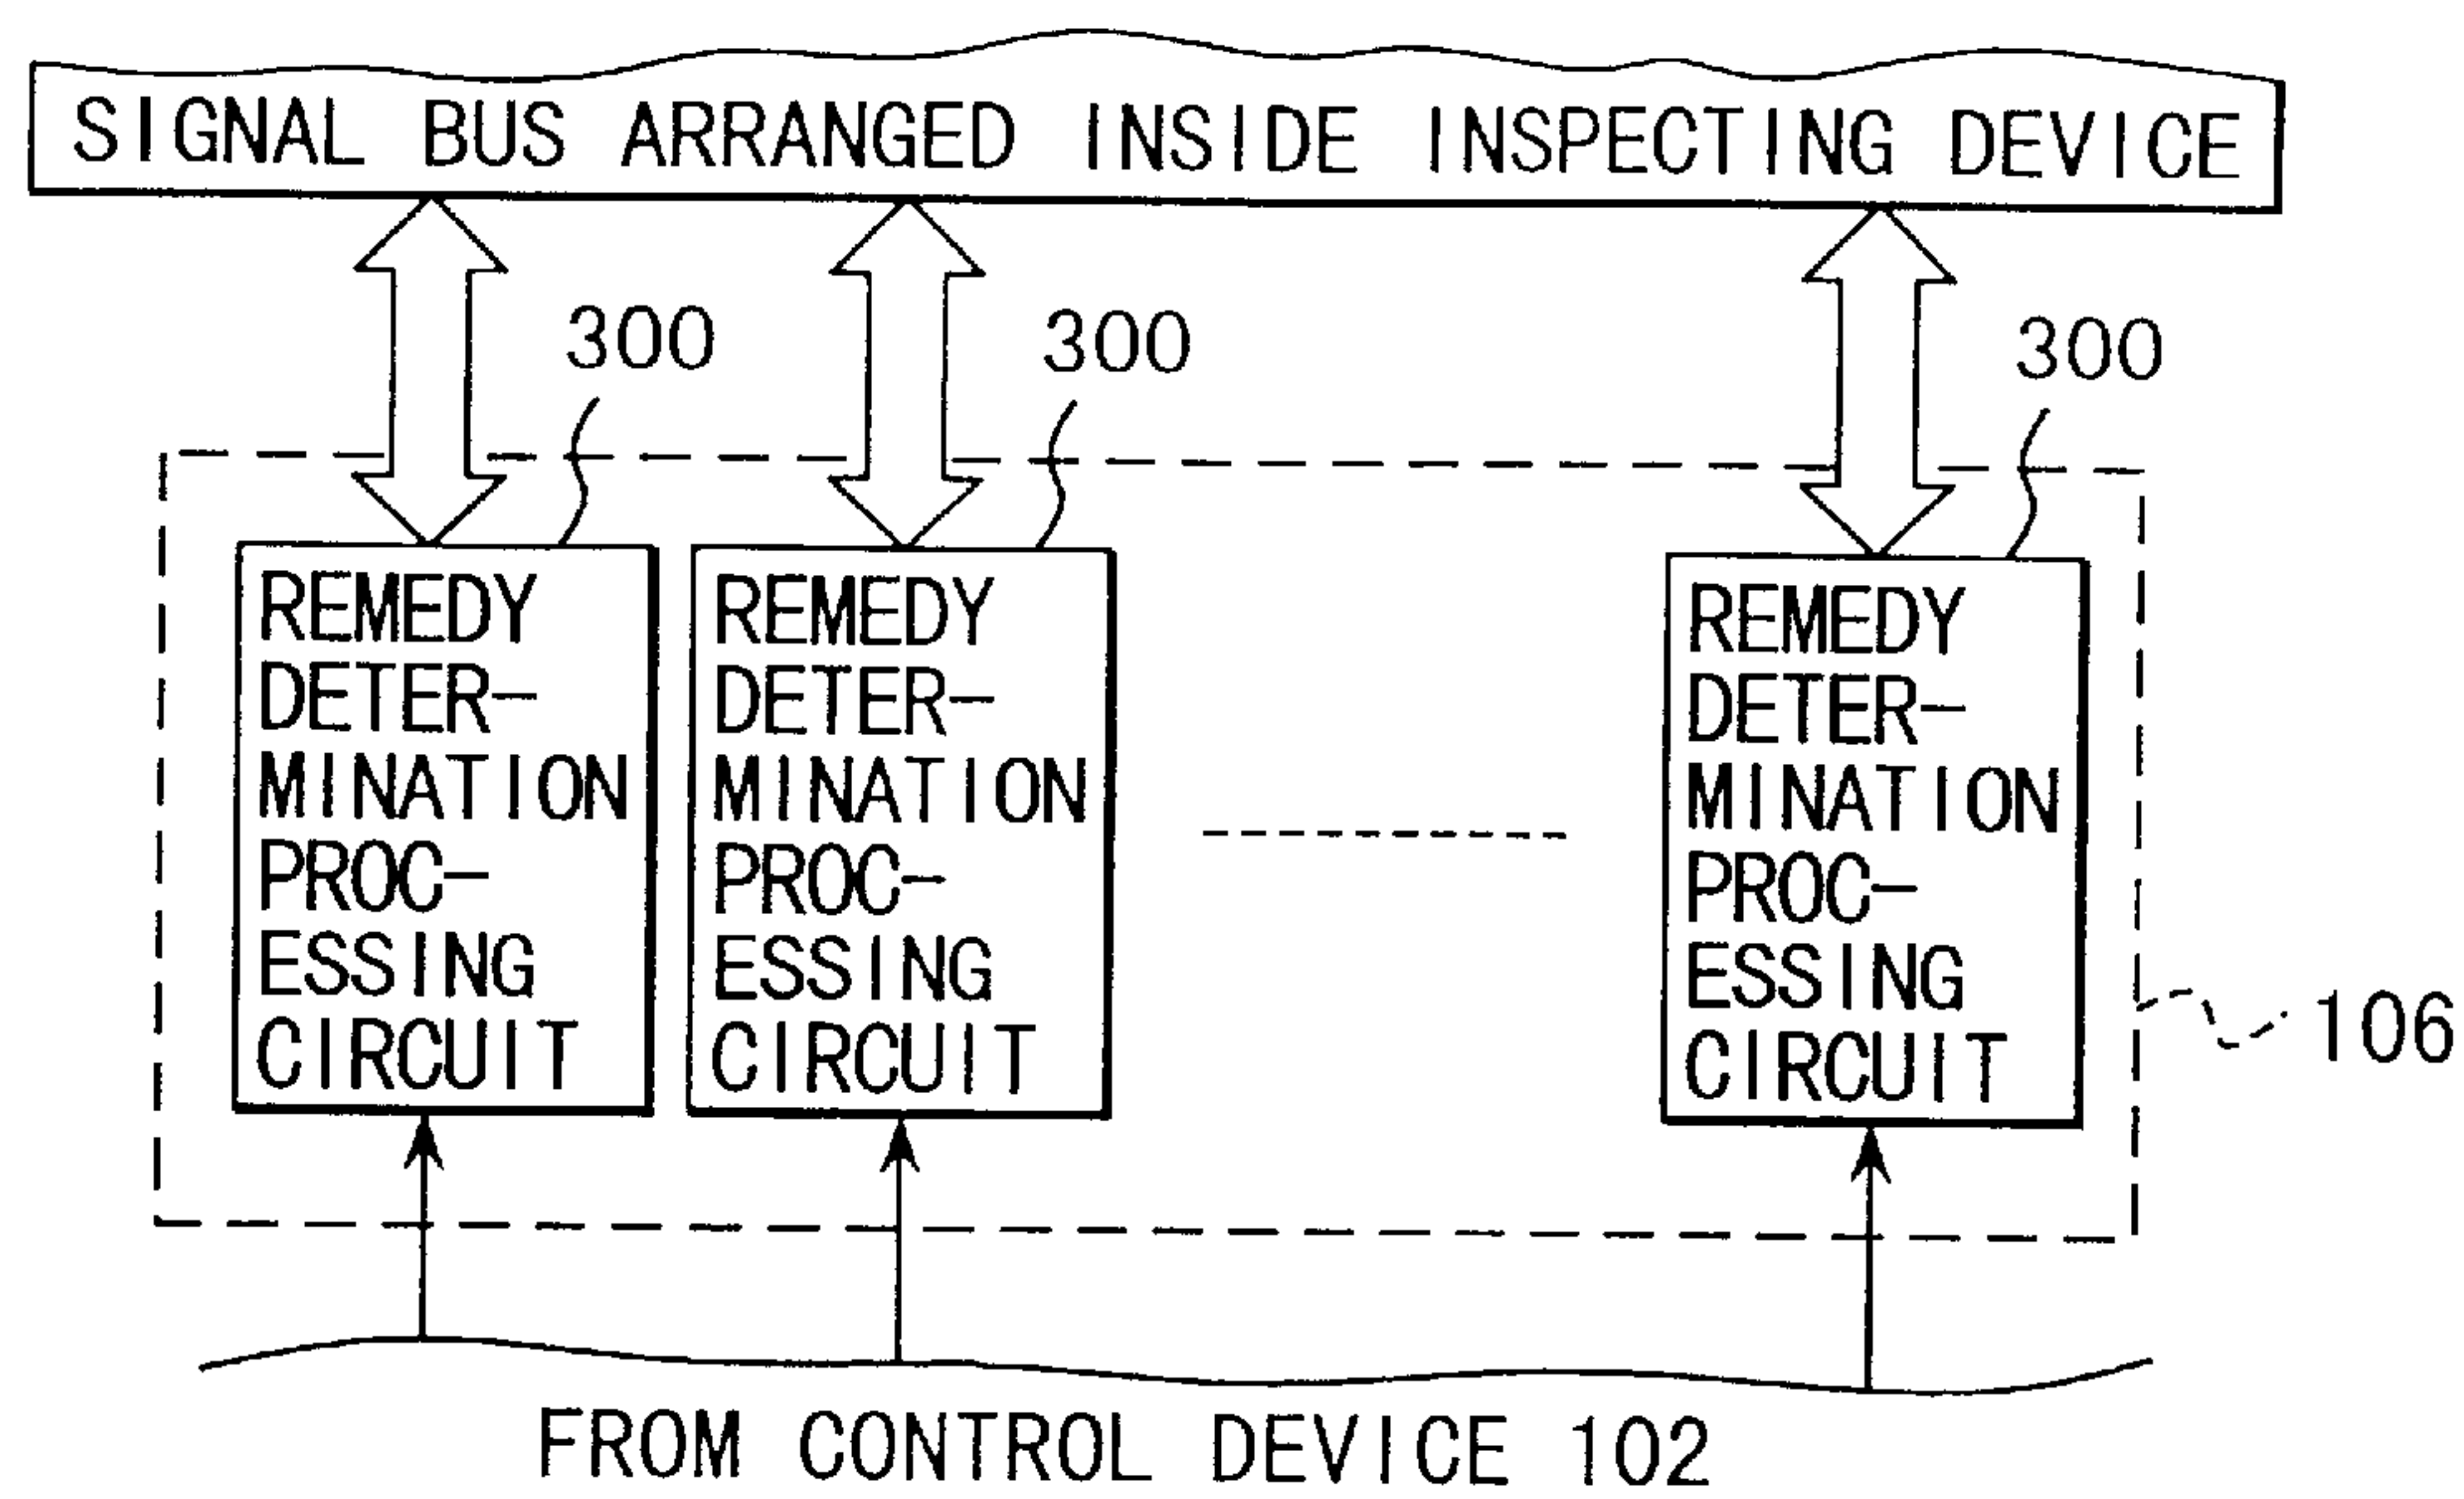 SIGNAL BUS ARRANGED INSIDE INSPECTING DEVICE
300
300
300
REMEDY
DETER-
MINATION
PROC-
ESSING
CIRCUIT
REMEDY
DETER-
MINATION
PROC-
ESSING
CIRCUIT
REMEDY
DETER-
MINATION
PROC-
ESSING
CIRCUIT
106
FROM CONTROL DEVICE 102